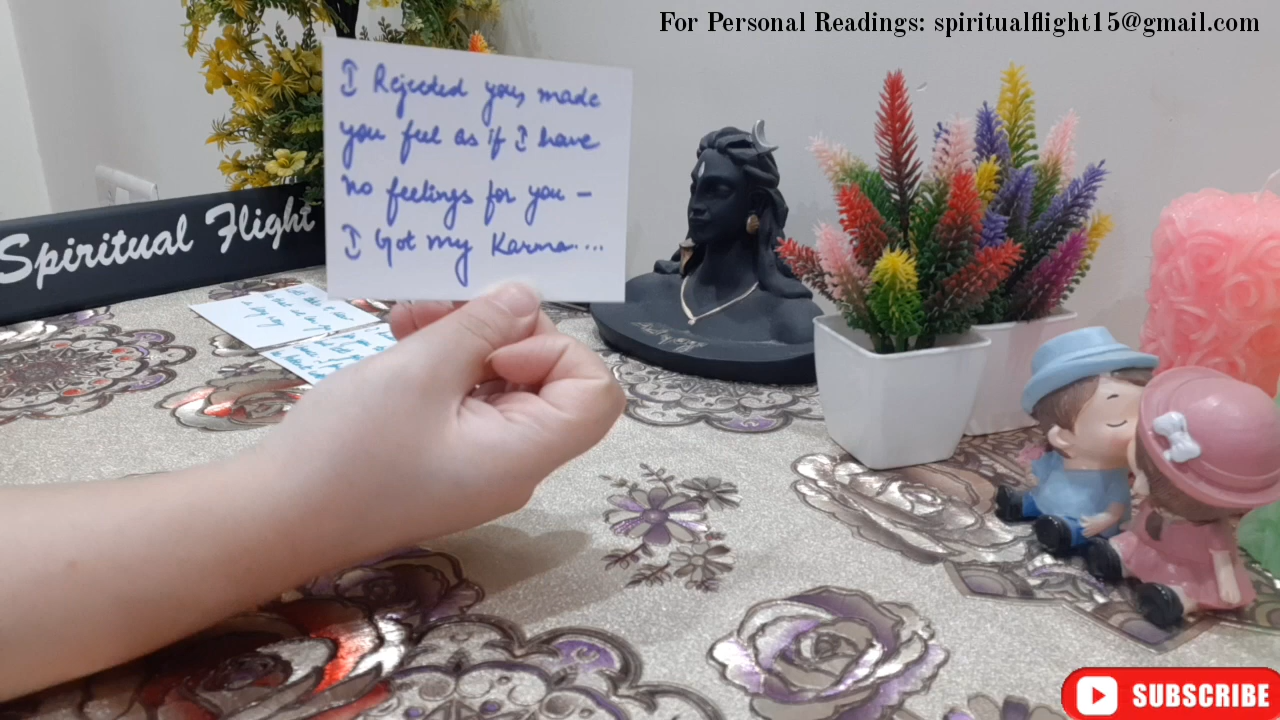 For Personal Readings: spiritualflight15@gmail.com
I Rejected you, made
you feel as if I have
no feelings for you –
I Got my Karma....
Spiritual Flight
SUBSCRIBE